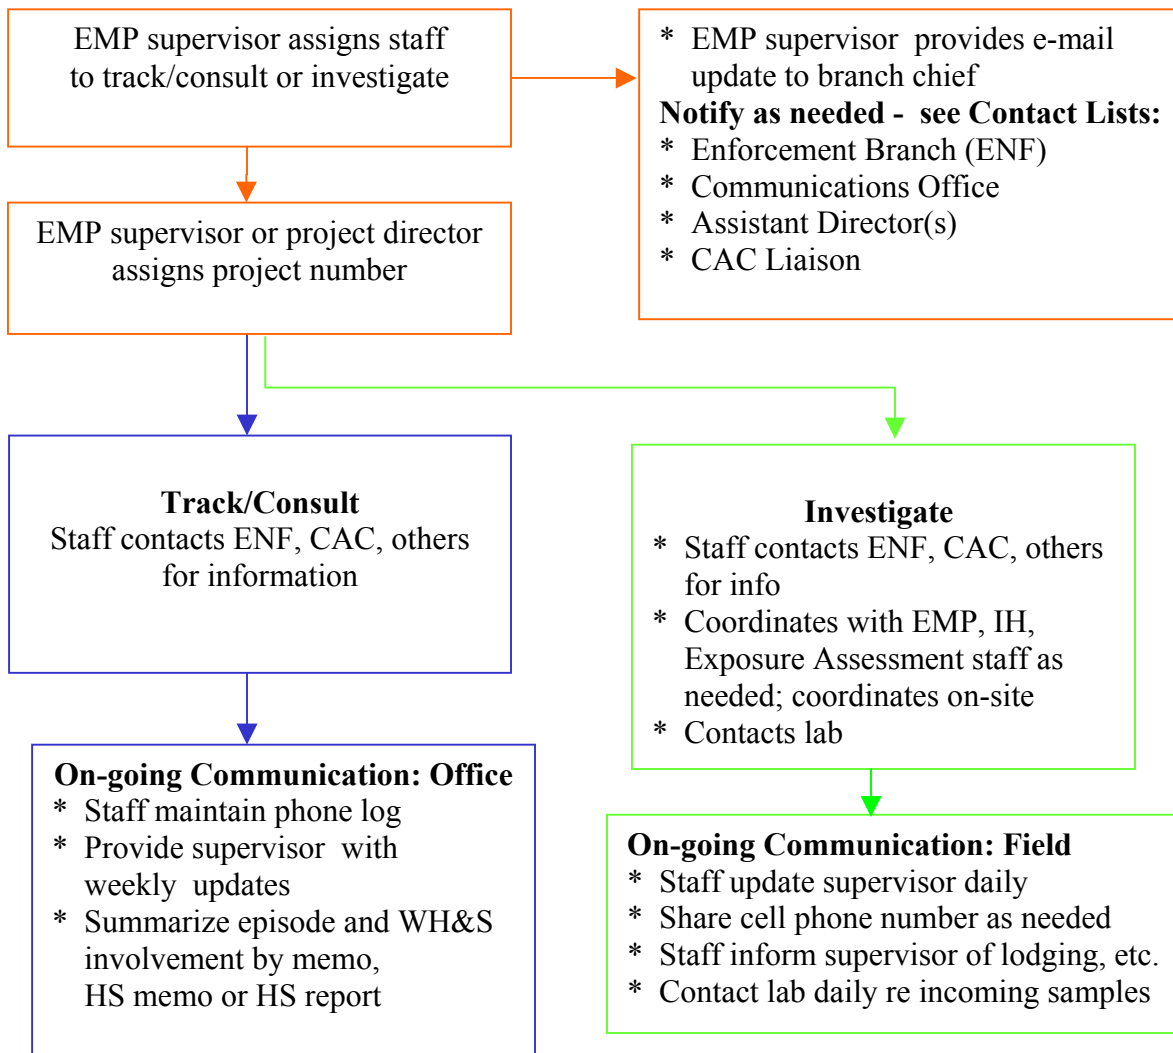 EMP supervisor assigns staff
to track/consult or investigate
* EMP supervisor provides e-mail
update to branch chief
Notify as needed - see Contact Lists:
* Enforcement Branch (ENF)
* Communications Office
* Assistant Director(s)
* CAC Liaison
EMP supervisor or project director
assigns project number
Track/Consult
Staff contacts ENF, CAC, others
for information
Investigate
* Staff contacts ENF, CAC, others
for info
* Coordinates with EMP, IH,
Exposure Assessment staff as
needed; coordinates on-site
* Contacts lab
On-going Communication: Office
* Staff maintain phone log
* Provide supervisor with
weekly updates
* Summarize episode and WH&S
involvement by memo,
HS memo or HS report
On-going Communication: Field
* Staff update supervisor daily
* Share cell phone number as needed
* Staff inform supervisor of lodging, etc.
* Contact lab daily re incoming samples